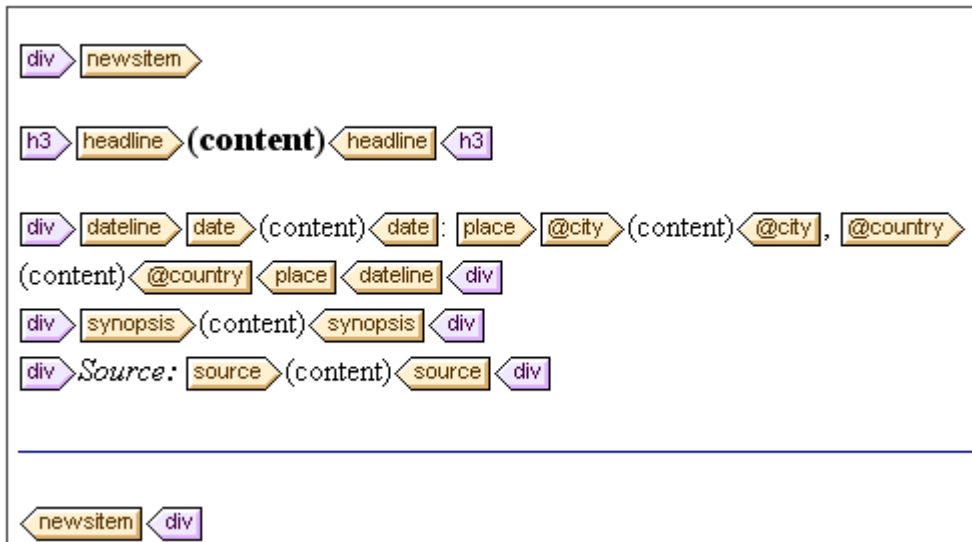 div newsitem
h3 headline (content) headline h3
div dateline date (content) date : place @city (content) @city , @country
(content) @country place dateline div
div synopsis (content) synopsis div
div Source: source (content) source div
newsitem div